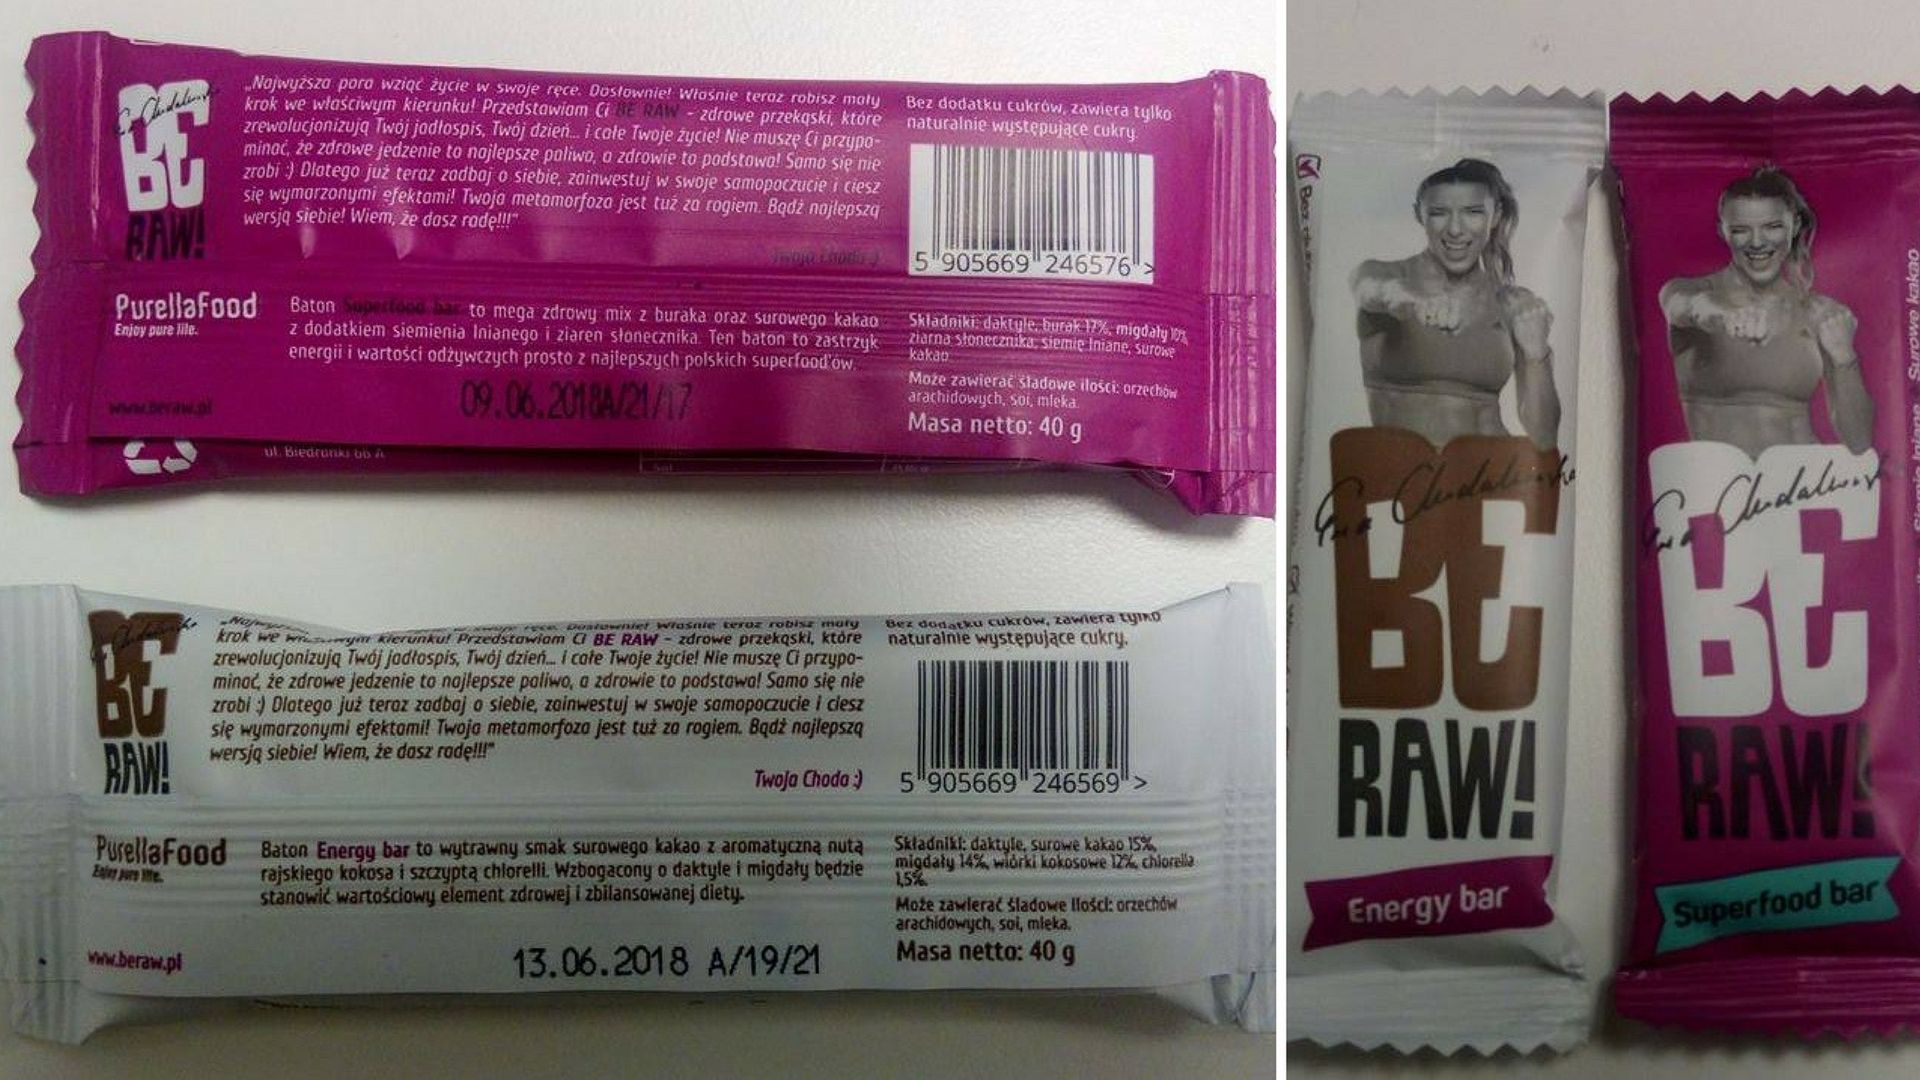 BE
RAW!
„Najwyższa pora wziąć życie w swoje ręce. Dosłownie! Właśnie teraz robisz mały
krok we właściwym kierunku! Przedstawiam Ci BE RAW - zdrowe przekąski, które
zrewolucjonizują Twój jadłospis, Twój dzień... i całe Twoje życie! Nie muszę Ci przypo-
minać, że zdrowe jedzenie to najlepsze paliwo, a zdrowie to podstawa! Samo się nie
zrobi :) Dlatego już teraz zadbaj o siebie, zainwestuj w swoje samopoczucie i ciesz
się wymarzonymi efektami! Twoja metamorfoza jest tuż za rogiem. Bądź najlepszą
wersją siebie! Wiem, że dasz radę!!!"
Twoja Choda :)
Bez dodatku cukrów, zawiera tylko
naturalnie występujące cukry.
5 905669 246576 >
PurellaFood
Enjoy pure life.
www.beraw.pl
Baton Superfood bar to mega zdrowy mix z buraka oraz surowego kakao
z dodatkiem siemienia lnianego i ziaren słonecznika. Ten baton to zastrzyk
energii i wartości odżywczych prosto z najlepszych polskich superfood'ów.
09.06.2018A/21/17
Składniki: daktyle, burak 17%, migdały 10%,
ziarna słonecznika, siemię lniane, surowe
kakao.
Może zawierać śladowe ilości: orzechów
arachidowych, soi, mleka.
Masa netto: 40 g
ul. Biedronki 66 A
BE
RAW!
krok we kierunku! Przedstawiam Ci BE RAW - zdrowe przekąski, które
zrewolucjonizują Twój jadłospis, Twój dzień... i całe Twoje życie! Nie muszę Ci przypo-
minać, że zdrowe jedzenie to najlepsze paliwo, a zdrowie to podstawa! Samo się nie
zrobi :) Dlatego już teraz zadbaj o siebie, zainwestuj w swoje samopoczucie i ciesz
się wymarzonymi efektami! Twoja metamorfoza jest tuż za rogiem. Bądź najlepszą
wersją siebie! Wiem, że dasz radę!!!"
Twoja Choda :)
Bez dodatku cukrów, zawiera tylko
naturalnie występujące cukry.
5 905669 246569 >
PurellaFood
Enjoy pure life.
www.beraw.pl
Baton Energy bar to wytrawny smak surowego kakao z aromatyczną nutą
rajskiego kokosa i szczyptą chlorelli. Wzbogacony o daktyle i migdały będzie
stanowić wartościowy element zdrowej i zbilansowanej diety.
13.06.2018 A/19/21
Składniki: daktyle, surowe kakao 15%,
migdały 14%, wiórki kokosowe 12%, chlorella
1,5%.
Może zawierać śladowe ilości: orzechów
arachidowych, soi, mleka.
Masa netto: 40 g
Ewa Chodakowska
BE
RAW!
Energy bar
Ewa Chodakowska
BE
RAW!
Superfood bar
Siemię lniane Surowe kakao